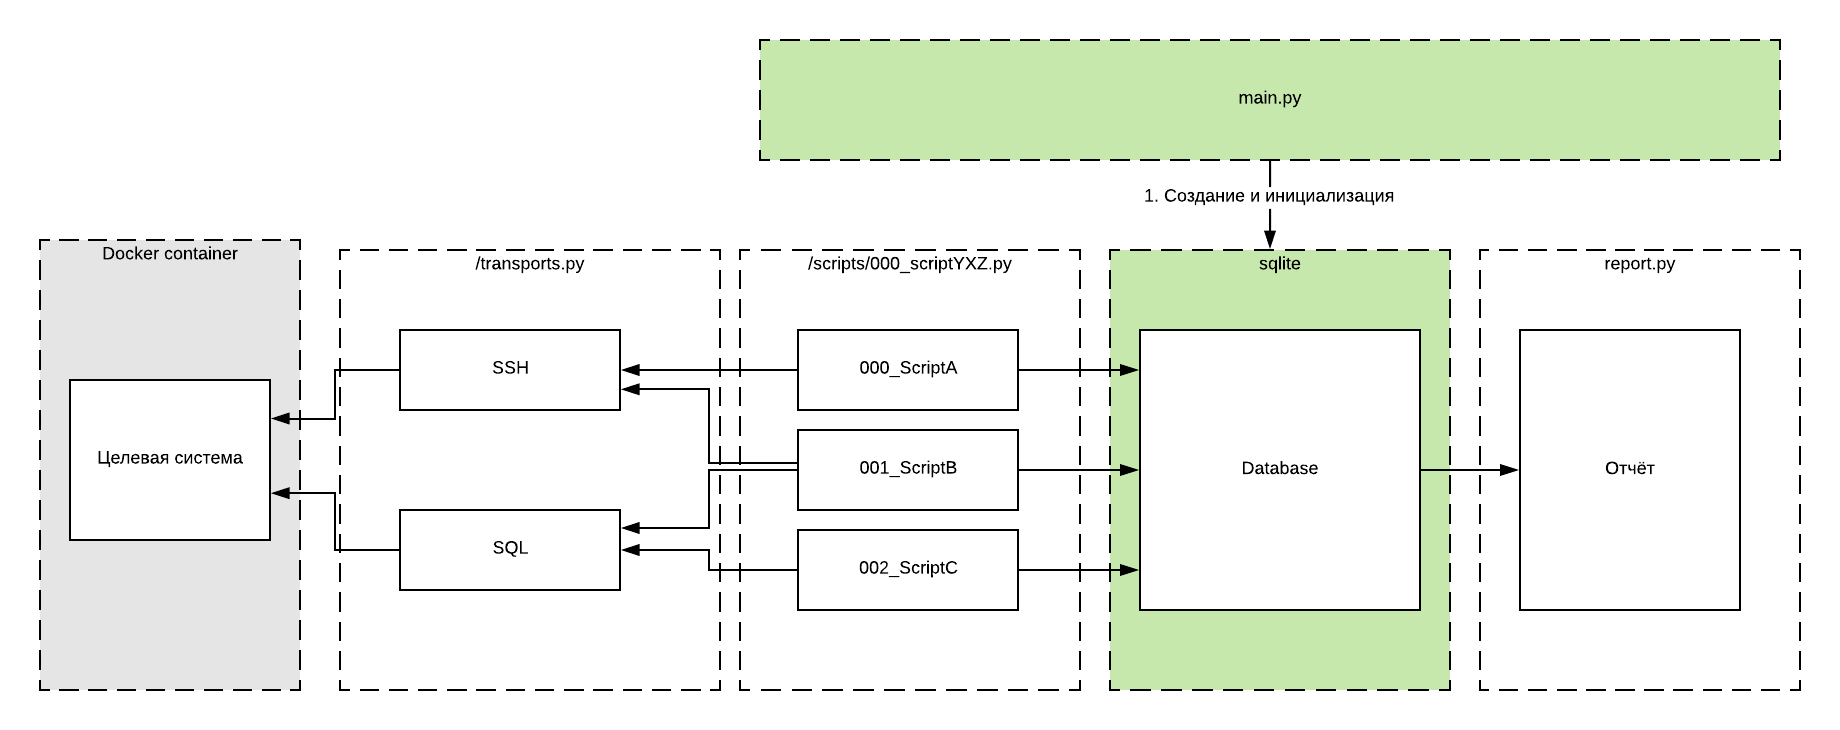 main.py
1. Создание и инициализация
Docker container
/transports.py
/scripts/000_scriptYXZ.py
sqlite
report.py
SSH
000_ScriptA
Целевая система
001_ScriptB
Database
Отчёт
SQL
002_ScriptC